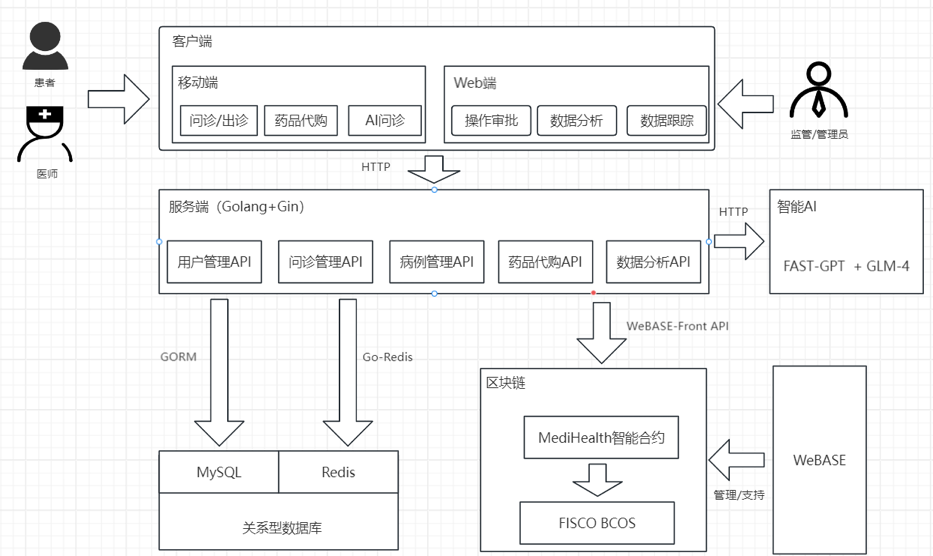 患者
医师
客户端
移动端
问诊/出诊
药品代购
AI问诊
Web端
操作审批
数据分析
数据跟踪
监管/管理员
HTTP
服务端（Golang+Gin）
用户管理API
问诊管理API
病例管理API
药品代购API
数据分析API
HTTP
智能AI
FAST-GPT + GLM-4
GORM
Go-Redis
WeBASE-Front API
MySQL
Redis
关系型数据库
区块链
MediHealth智能合约
FISCO BCOS
管理/支持
WeBASE